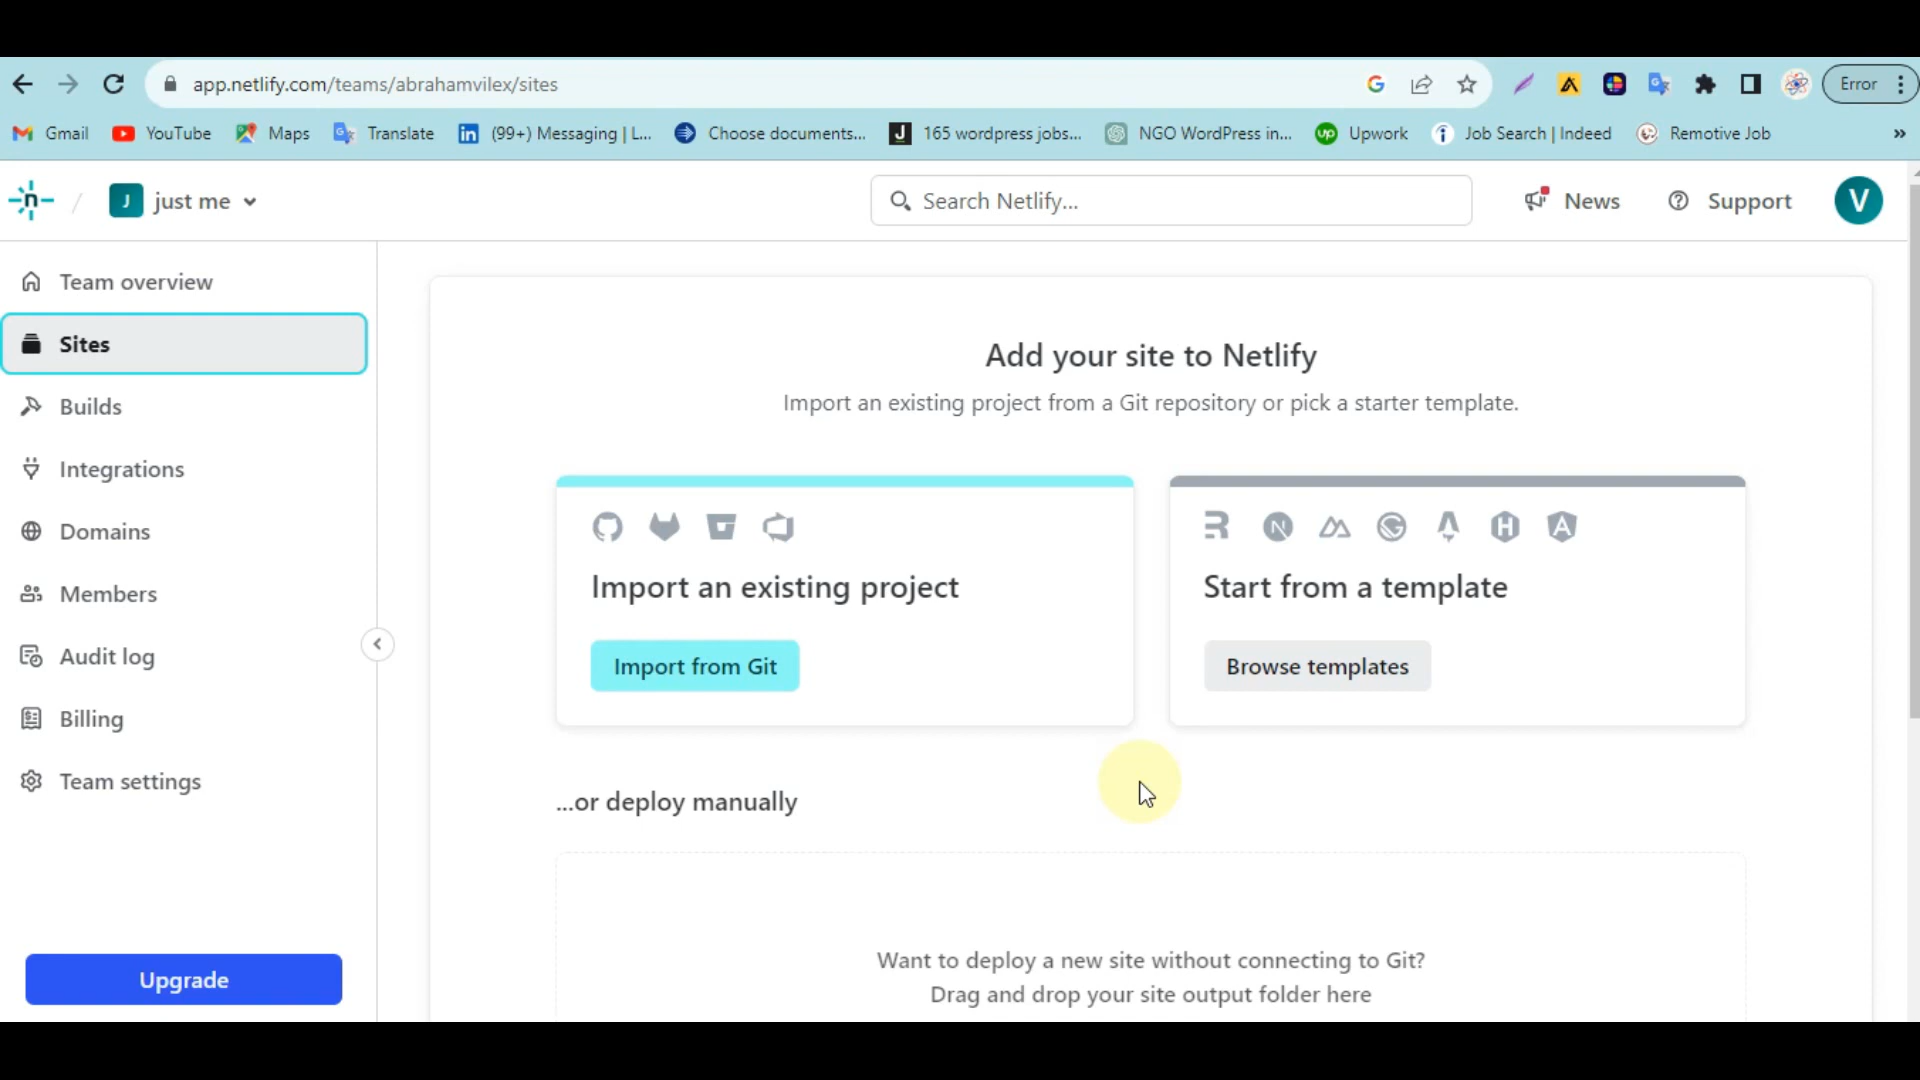 app.netlify.com/teams/abrahamvilex/sites
Error
Gmail YouTube Maps Translate (99+) Messaging | L... Choose documents... 165 wordpress jobs... NGO WordPress in... Upwork Job Search | Indeed Remotive Job »
n / J just me Search Netlify... News Support V
Team overview
Sites
Builds
Integrations
Domains
Members
Audit log
Billing
Team settings
Upgrade
Add your site to Netlify
Import an existing project from a Git repository or pick a starter template.
Import an existing project
Import from Git
Start from a template
Browse templates
...or deploy manually
Want to deploy a new site without connecting to Git?
Drag and drop your site output folder here